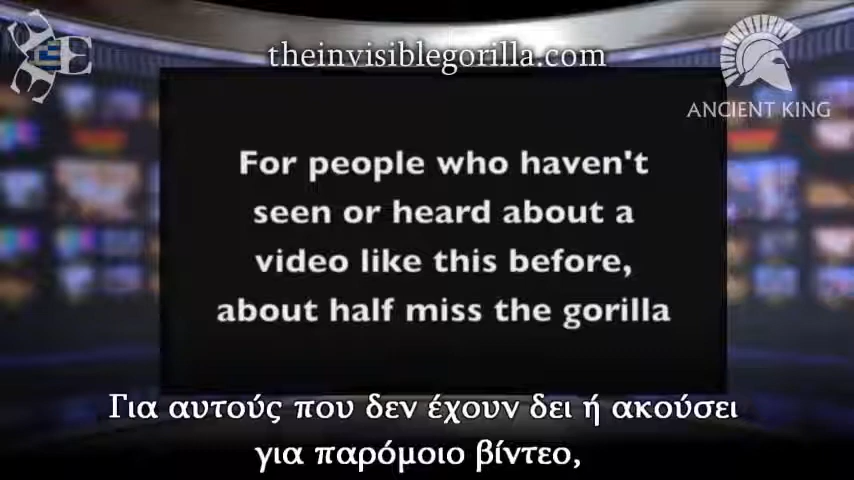 theinvisiblegorilla.com
ANCIENT KING
For people who haven't
seen or heard about a
video like this before,
about half miss the gorilla
Για αυτούς που δεν έχουν δει ή ακούσει
για παρόμοιο βίντεο,